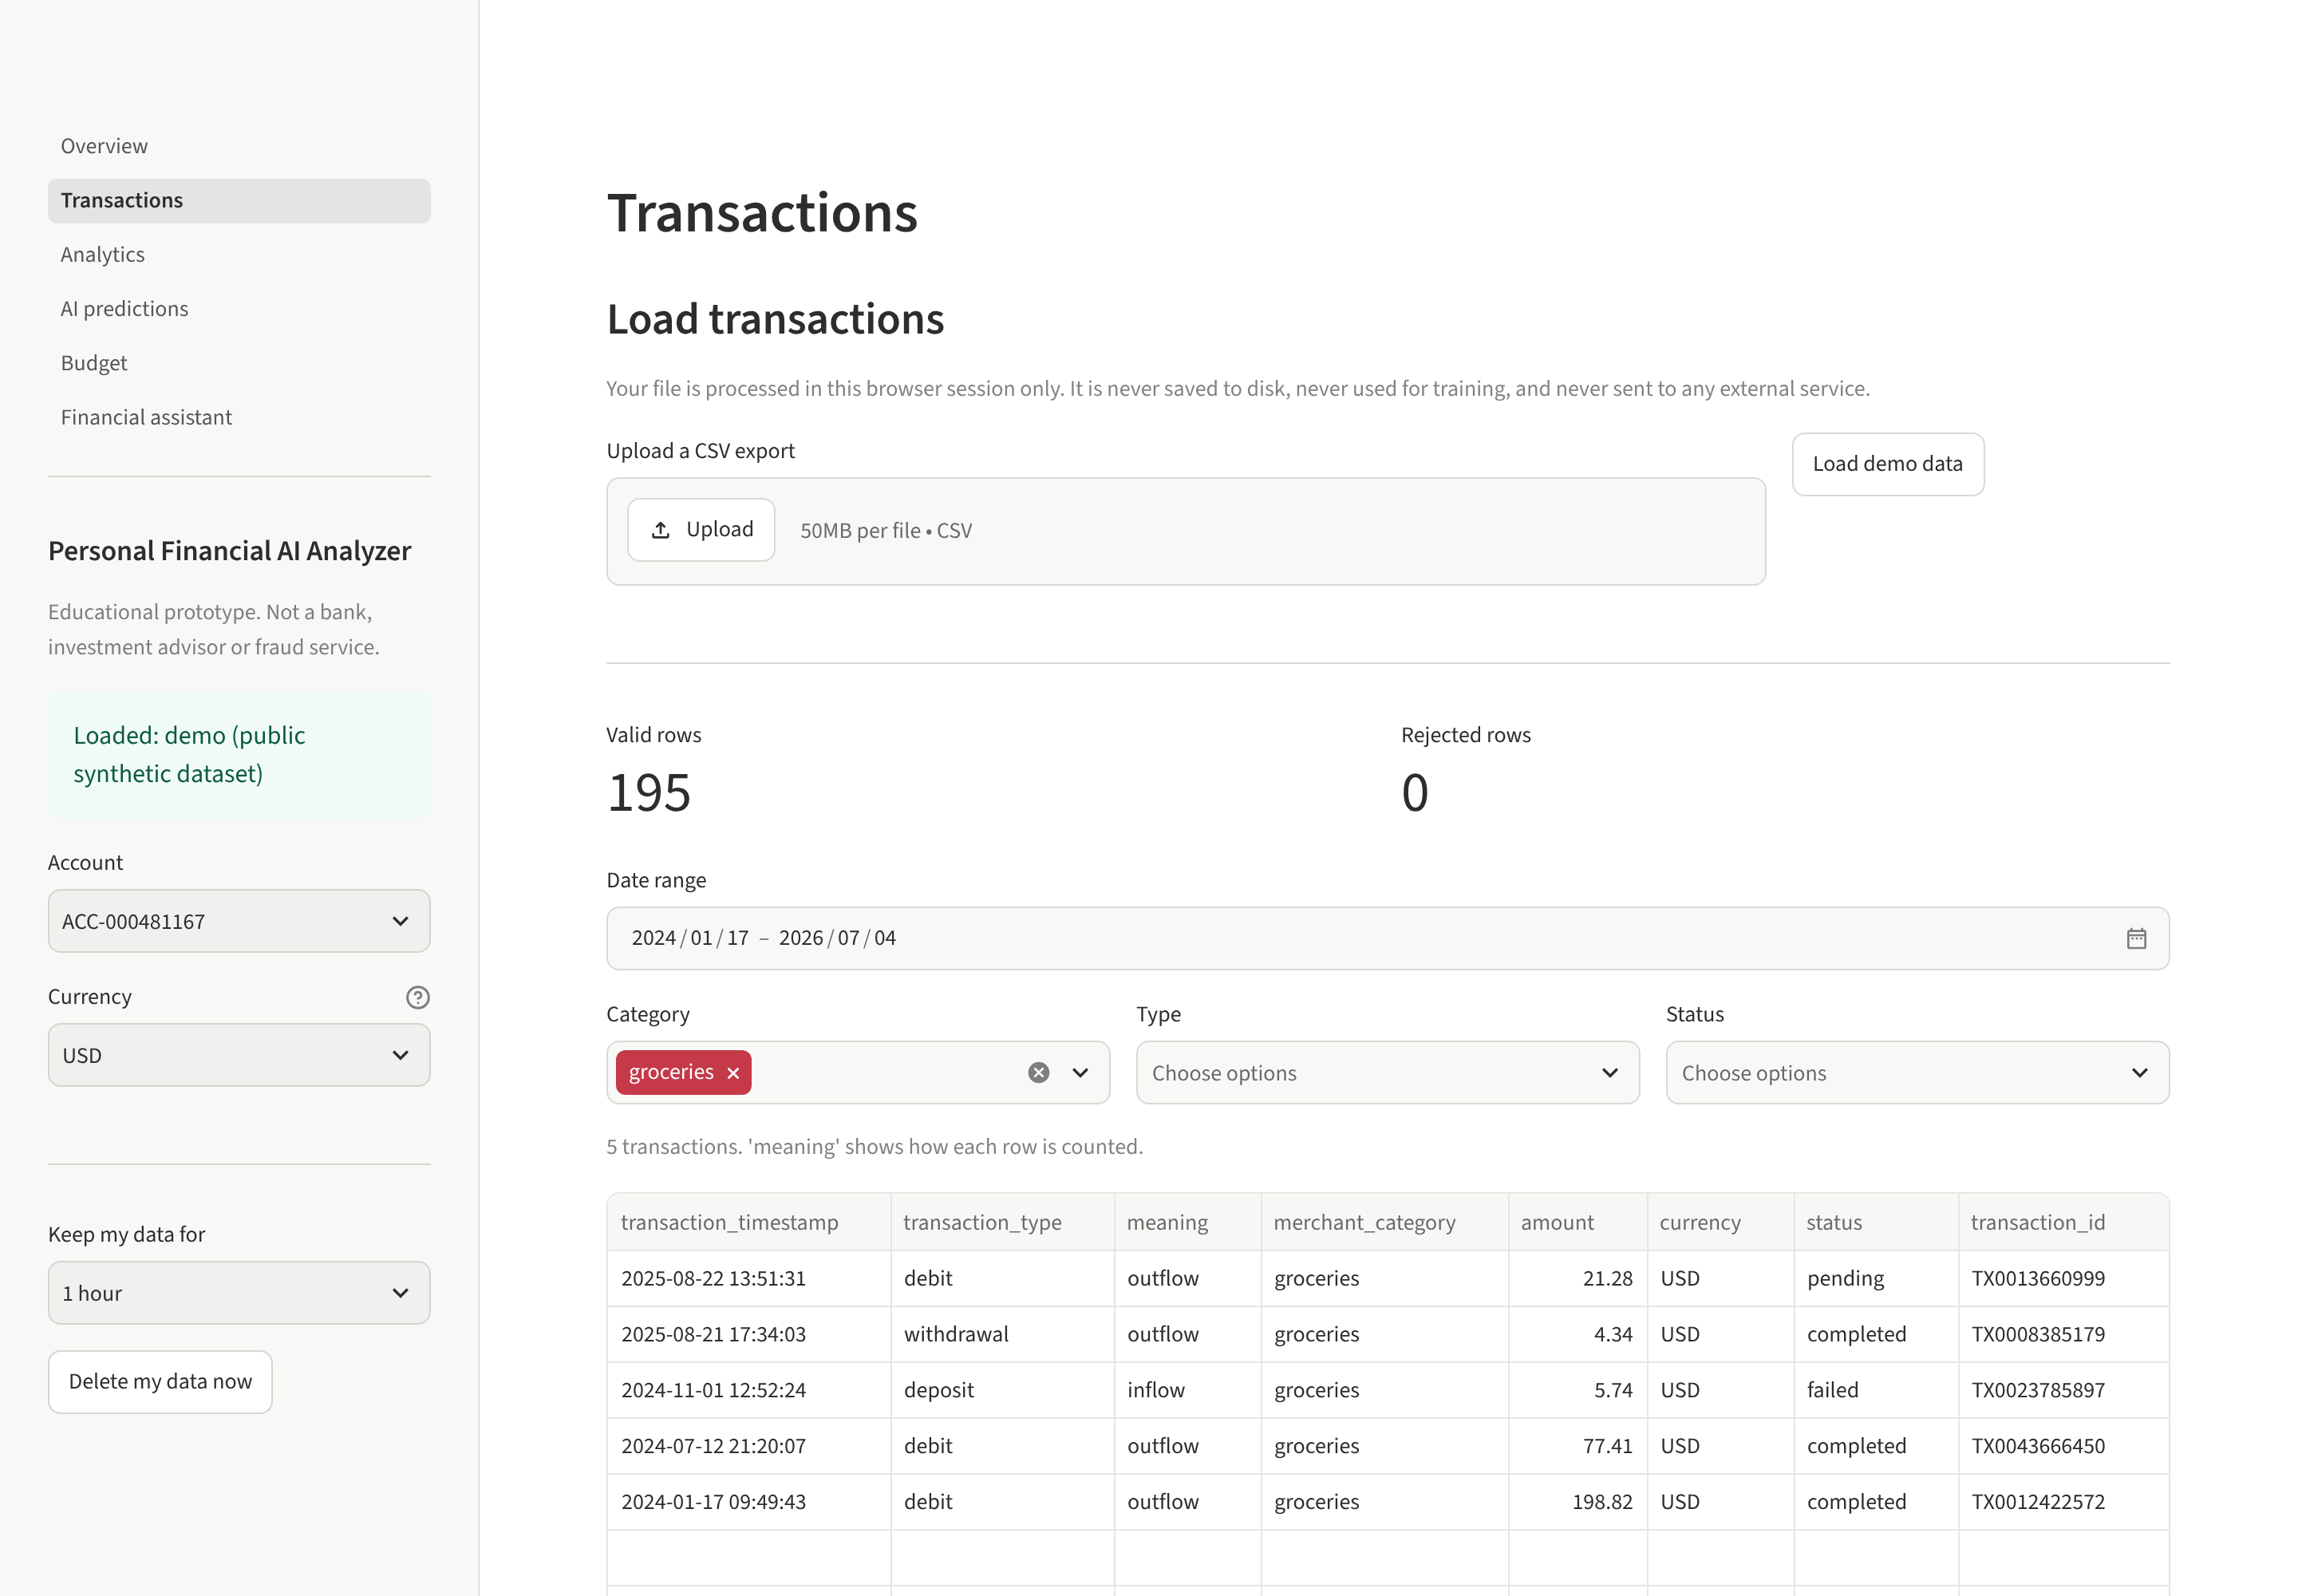 Overview
Transactions
Analytics
AI predictions
Budget
Financial assistant
Personal Financial AI Analyzer
Educational prototype. Not a bank,
investment advisor or fraud service.
Loaded: demo (public
synthetic dataset)
Account
ACC-000481167
Currency
USD
Keep my data for
1 hour
Delete my data now
Transactions
Load transactions
Your file is processed in this browser session only. It is never saved to disk, never used for training, and never sent to any external service.
Upload a CSV export
Load demo data
Upload 50MB per file • CSV
Valid rows Rejected rows
195 0
Date range
2024/01/17 – 2026/07/04
Category Type Status
groceries Choose options Choose options
5 transactions. 'meaning' shows how each row is counted.
transaction_timestamp transaction_type meaning merchant_category amount currency status transaction_id
2025-08-22 13:51:31 debit outflow groceries 21.28 USD pending TX0013660999
2025-08-21 17:34:03 withdrawal outflow groceries 4.34 USD completed TX0008385179
2024-11-01 12:52:24 deposit inflow groceries 5.74 USD failed TX0023785897
2024-07-12 21:20:07 debit outflow groceries 77.41 USD completed TX0043666450
2024-01-17 09:49:43 debit outflow groceries 198.82 USD completed TX0012422572